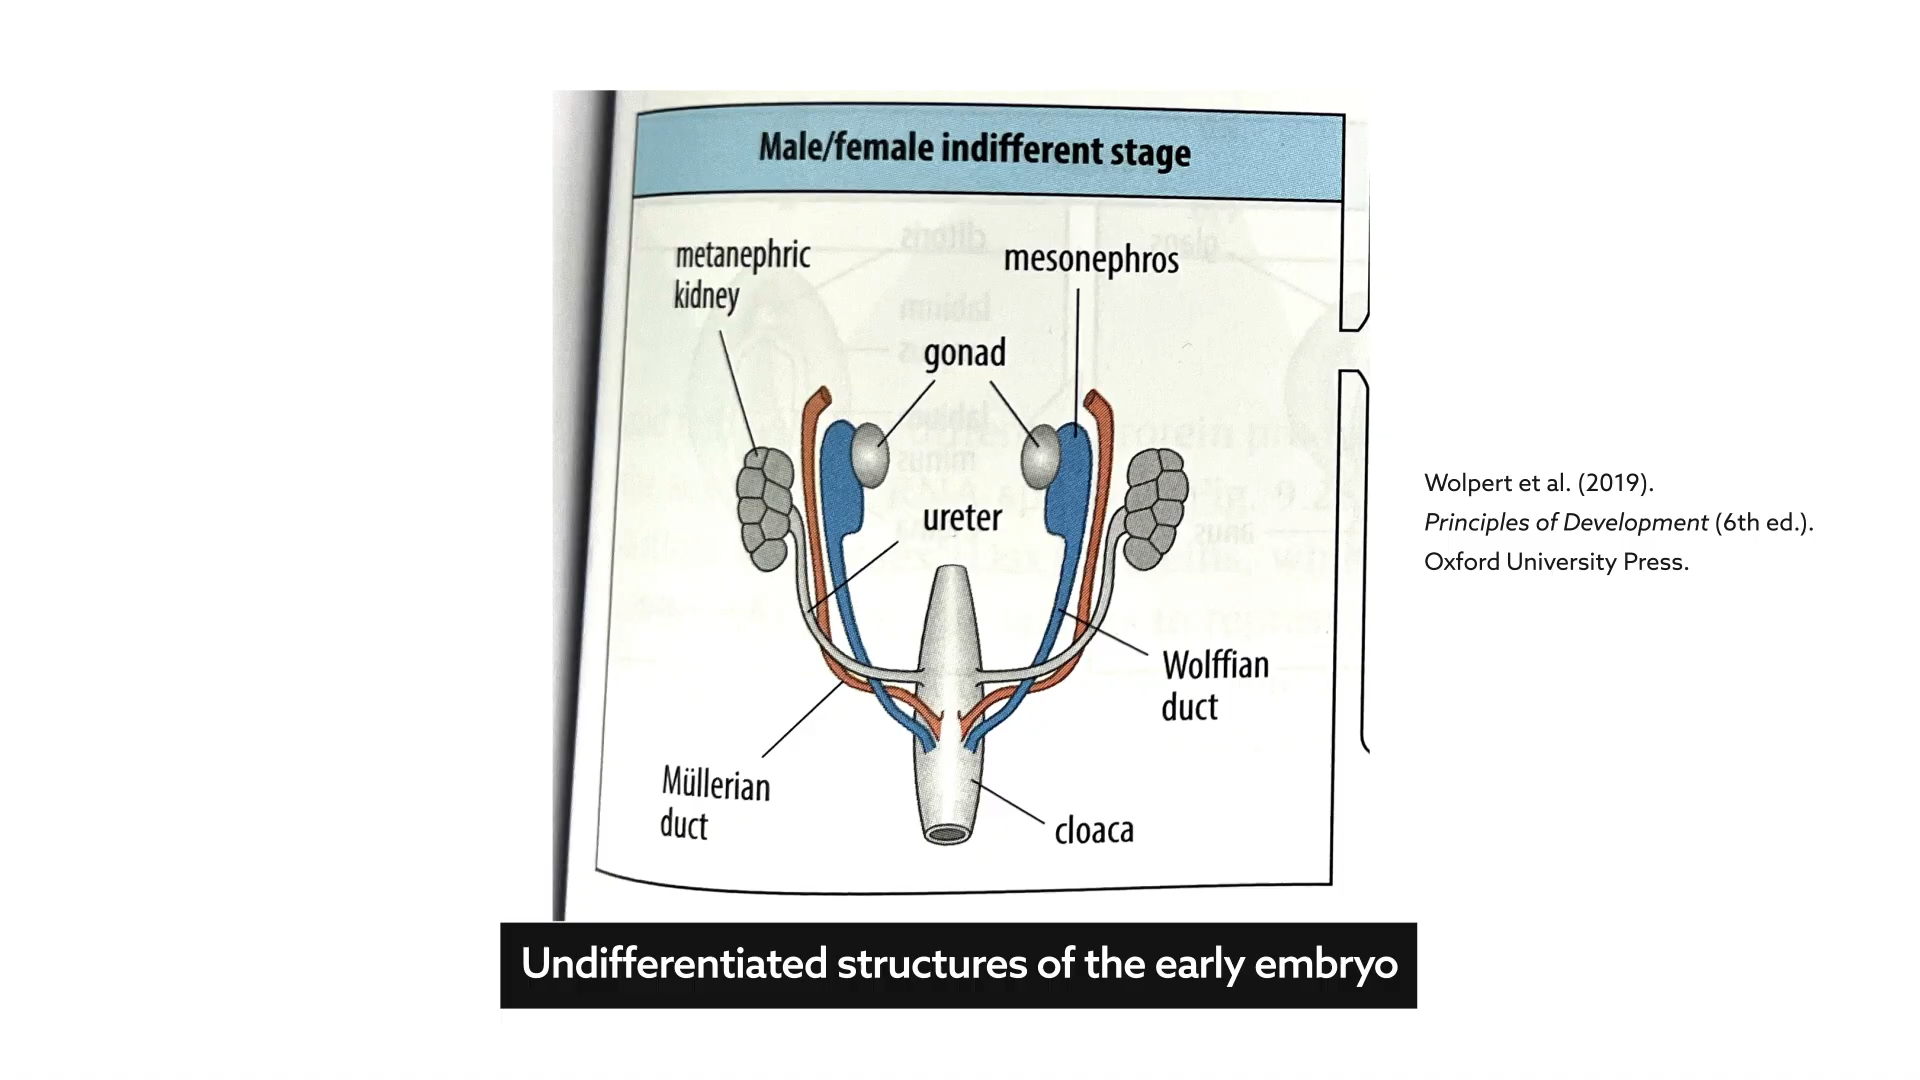 Male/female indifferent stage
metanephric
kidney
mesonephros
gonad
ureter
Wolffian
duct
Müllerian
duct
cloaca
Wolpert et al. (2019).
Principles of Development (6th ed.).
Oxford University Press.
Undifferentiated structures of the early embryo